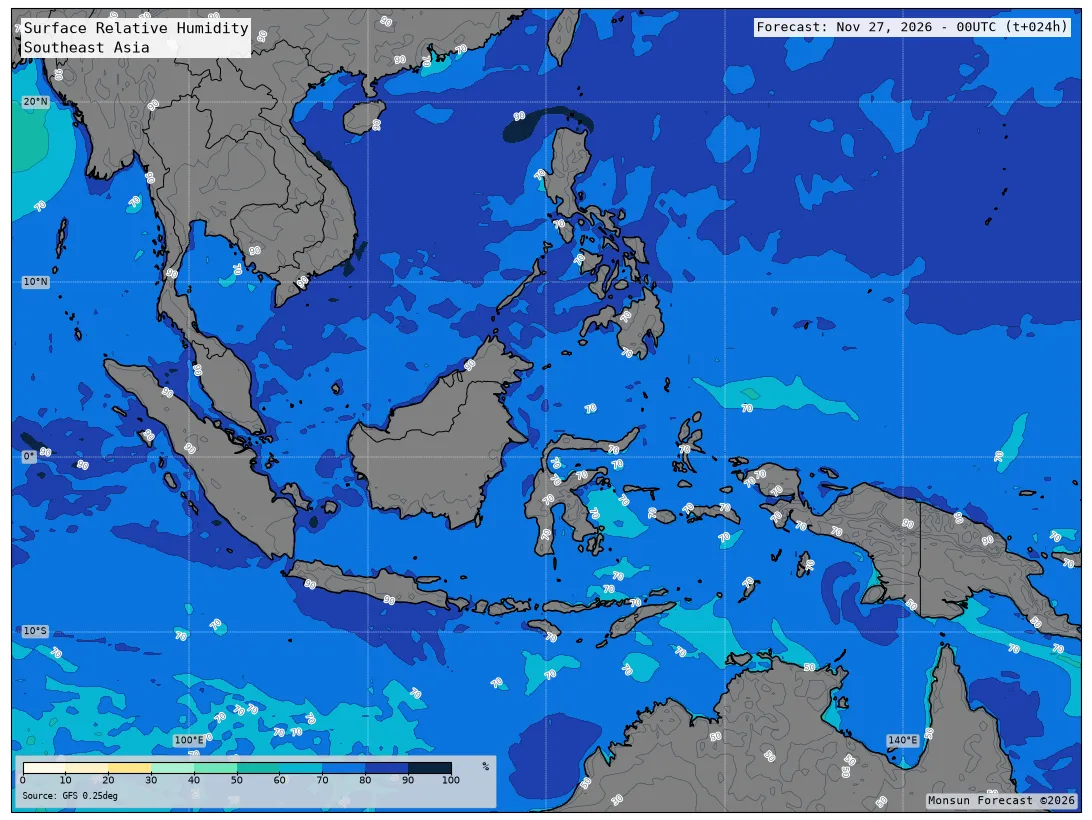 Surface Relative Humidity
Southeast Asia
Forecast: Nov 27, 2026 - 00UTC (t+024h)
20°N
10°N
0°
10°S
100°E
140°E
0 10 20 30 40 50 60 70 80 90 100
%
Source: GFS 0.25deg
Monsun Forecast ©2026